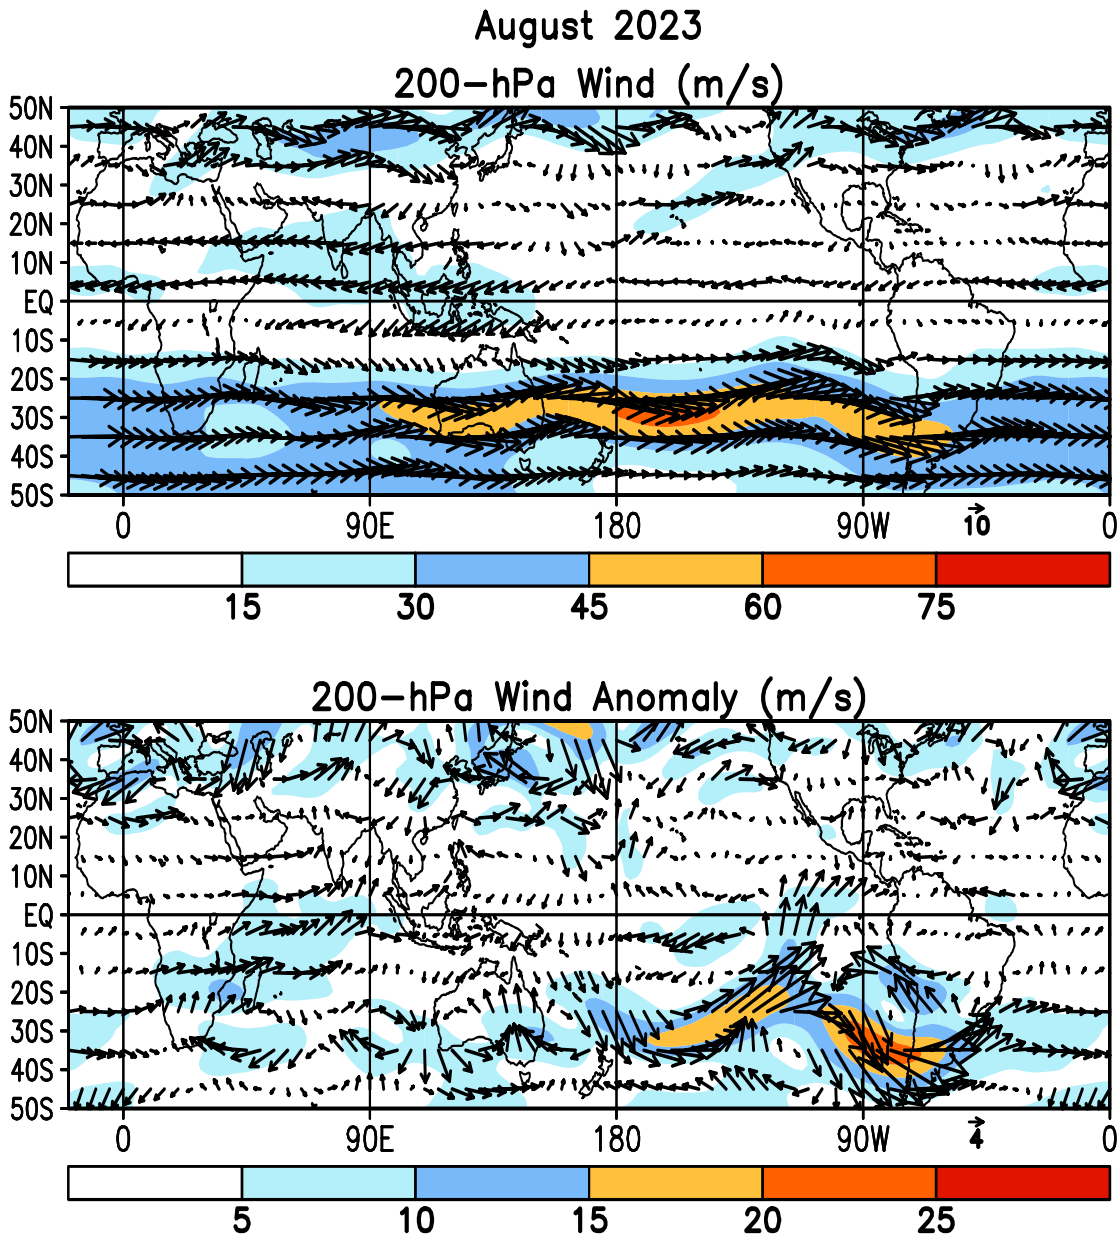 August 2023
200-hPa Wind (m/s)
50N
40N
30N
20N
10N
EQ
10S
20S
30S
40S
50S
0 90E 180 90W 10 0
15 30 45 60 75
200-hPa Wind Anomaly (m/s)
50N
40N
30N
20N
10N
EQ
10S
20S
30S
40S
50S
0 90E 180 90W 4 0
5 10 15 20 25